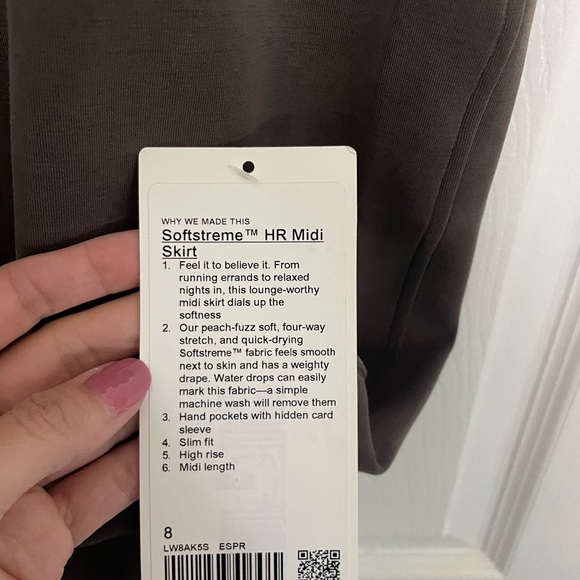 WHY WE MADE THIS
Softstreme™ HR Midi
Skirt
1. Feel it to believe it. From
running errands to relaxed
nights in, this lounge-worthy
midi skirt dials up the
softness
2. Our peach-fuzz soft, four-way
stretch, and quick-drying
Softstreme™ fabric feels smooth
next to skin and has a weighty
drape. Water drops can easily
mark this fabric—a simple
machine wash will remove them
3. Hand pockets with hidden card
sleeve
4. Slim fit
5. High rise
6. Midi length
8
LW8AK5S ESPR